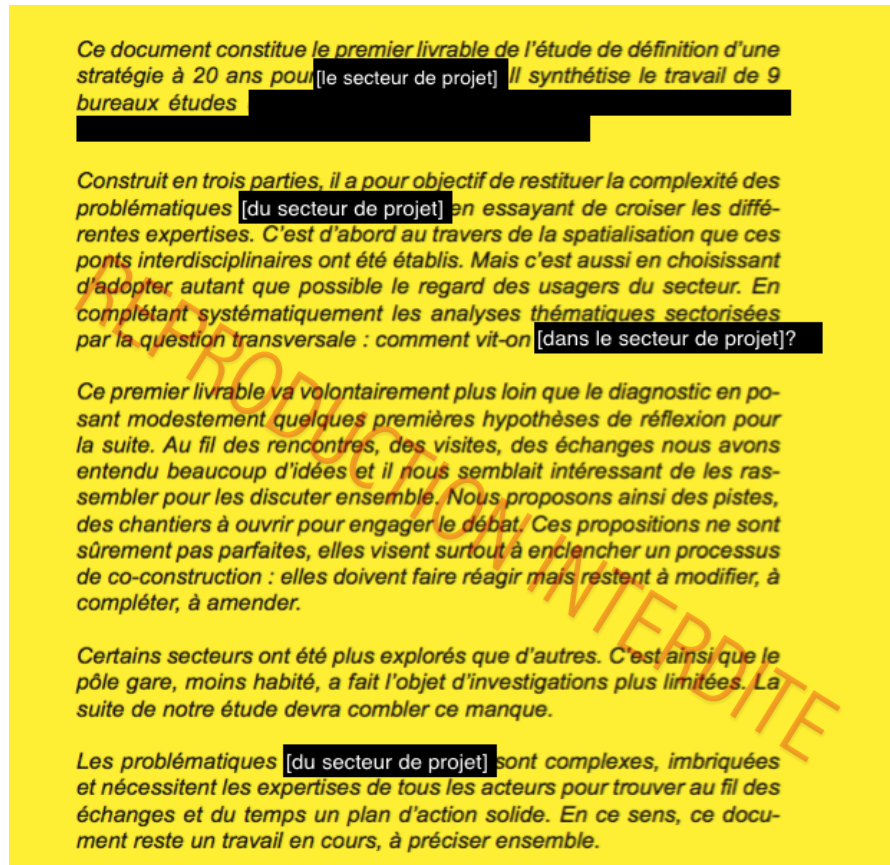 Ce document constitue le premier livrable de l'étude de définition d'une
stratégie à 20 ans pour [le secteur de projet] Il synthétise le travail de 9
bureaux études
Construit en trois parties, il a pour objectif de restituer la complexité des
problématiques [du secteur de projet] en essayant de croiser les diffé-
rentes expertises. C'est d'abord au travers de la spatialisation que ces
ponts interdisciplinaires ont été établis. Mais c'est aussi en choisissant
d'adopter autant que possible le regard des usagers du secteur. En
complétant systématiquement les analyses thématiques sectorisées
par la question transversale : comment vit-on [dans le secteur de projet]?
Ce premier livrable va volontairement plus loin que le diagnostic en po-
sant modestement quelques premières hypothèses de réflexion pour
la suite. Au fil des rencontres, des visites, des échanges nous avons
entendu beaucoup d'idées et il nous semblait intéressant de les ras-
sembler pour les discuter ensemble. Nous proposons ainsi des pistes,
des chantiers à ouvrir pour engager le débat. Ces propositions ne sont
sûrement pas parfaites, elles visent surtout à enclencher un processus
de co-construction : elles doivent faire réagir mais restent à modifier, à
compléter, à amender.
Certains secteurs ont été plus explorés que d'autres. C'est ainsi que le
pôle gare, moins habité, a fait l'objet d'investigations plus limitées. La
suite de notre étude devra combler ce manque.
Les problématiques [du secteur de projet] sont complexes, imbriquées
et nécessitent les expertises de tous les acteurs pour trouver au fil des
échanges et du temps un plan d'action solide. En ce sens, ce docu-
ment reste un travail en cours, à préciser ensemble.
REPRODUCTION INTERDITE